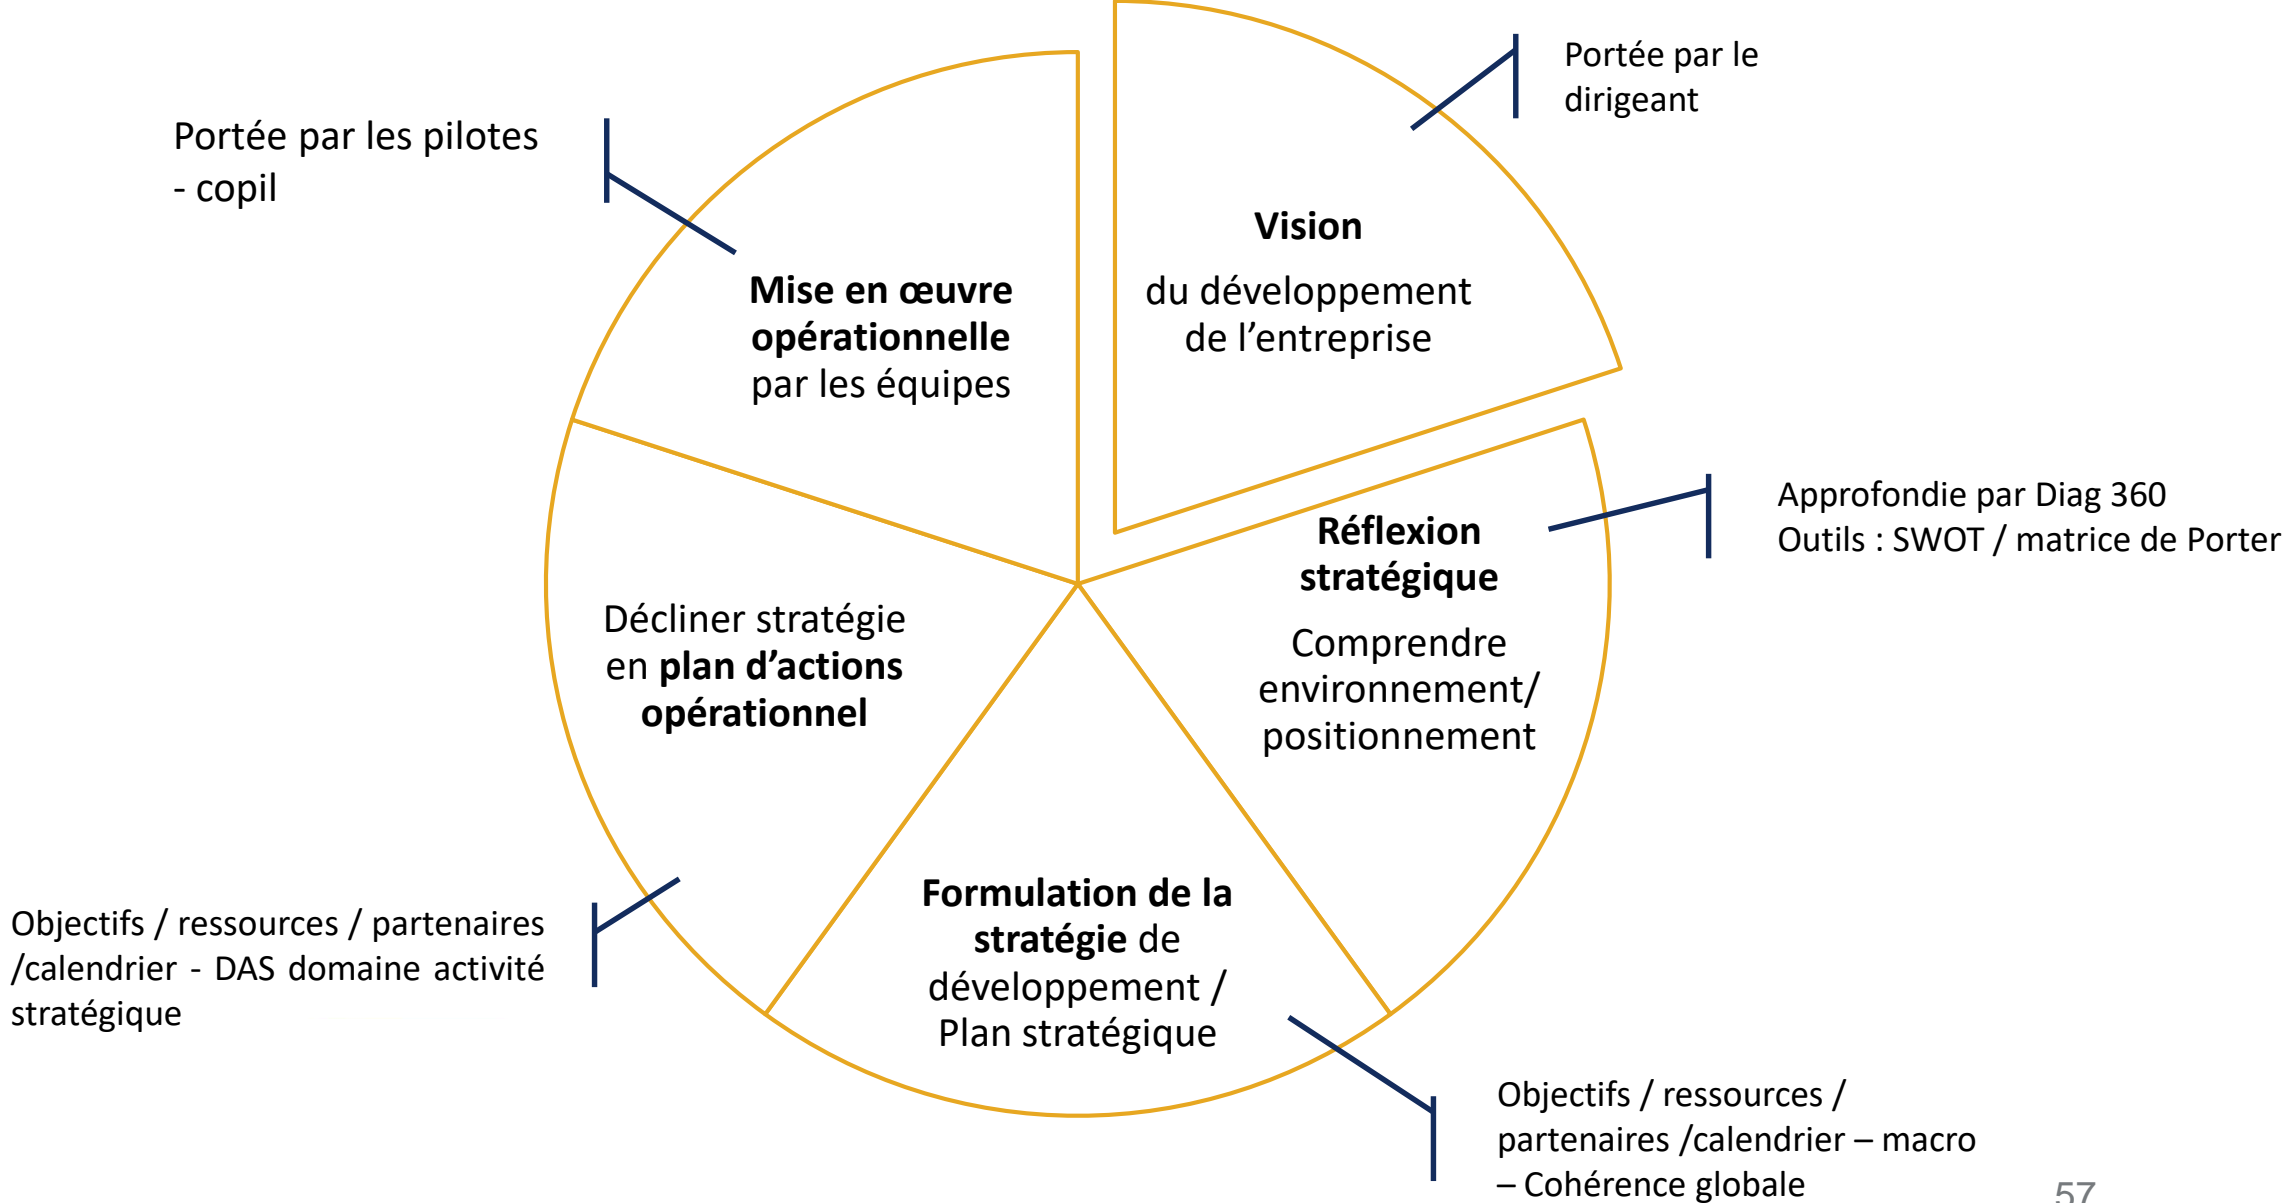 Portée par le
dirigeant
Portée par les pilotes
- copil
Vision
du développement
de l’entreprise
Mise en œuvre
opérationnelle
par les équipes
Approfondie par Diag 360
Outils : SWOT / matrice de Porter
Réflexion
stratégique
Comprendre
environnement/
positionnement
Décliner stratégie
en plan d’actions
opérationnel
Formulation de la
stratégie de
développement /
Plan stratégique
Objectifs / ressources / partenaires
/calendrier - DAS domaine activité
stratégique
Objectifs / ressources /
partenaires /calendrier – macro
– Cohérence globale
57